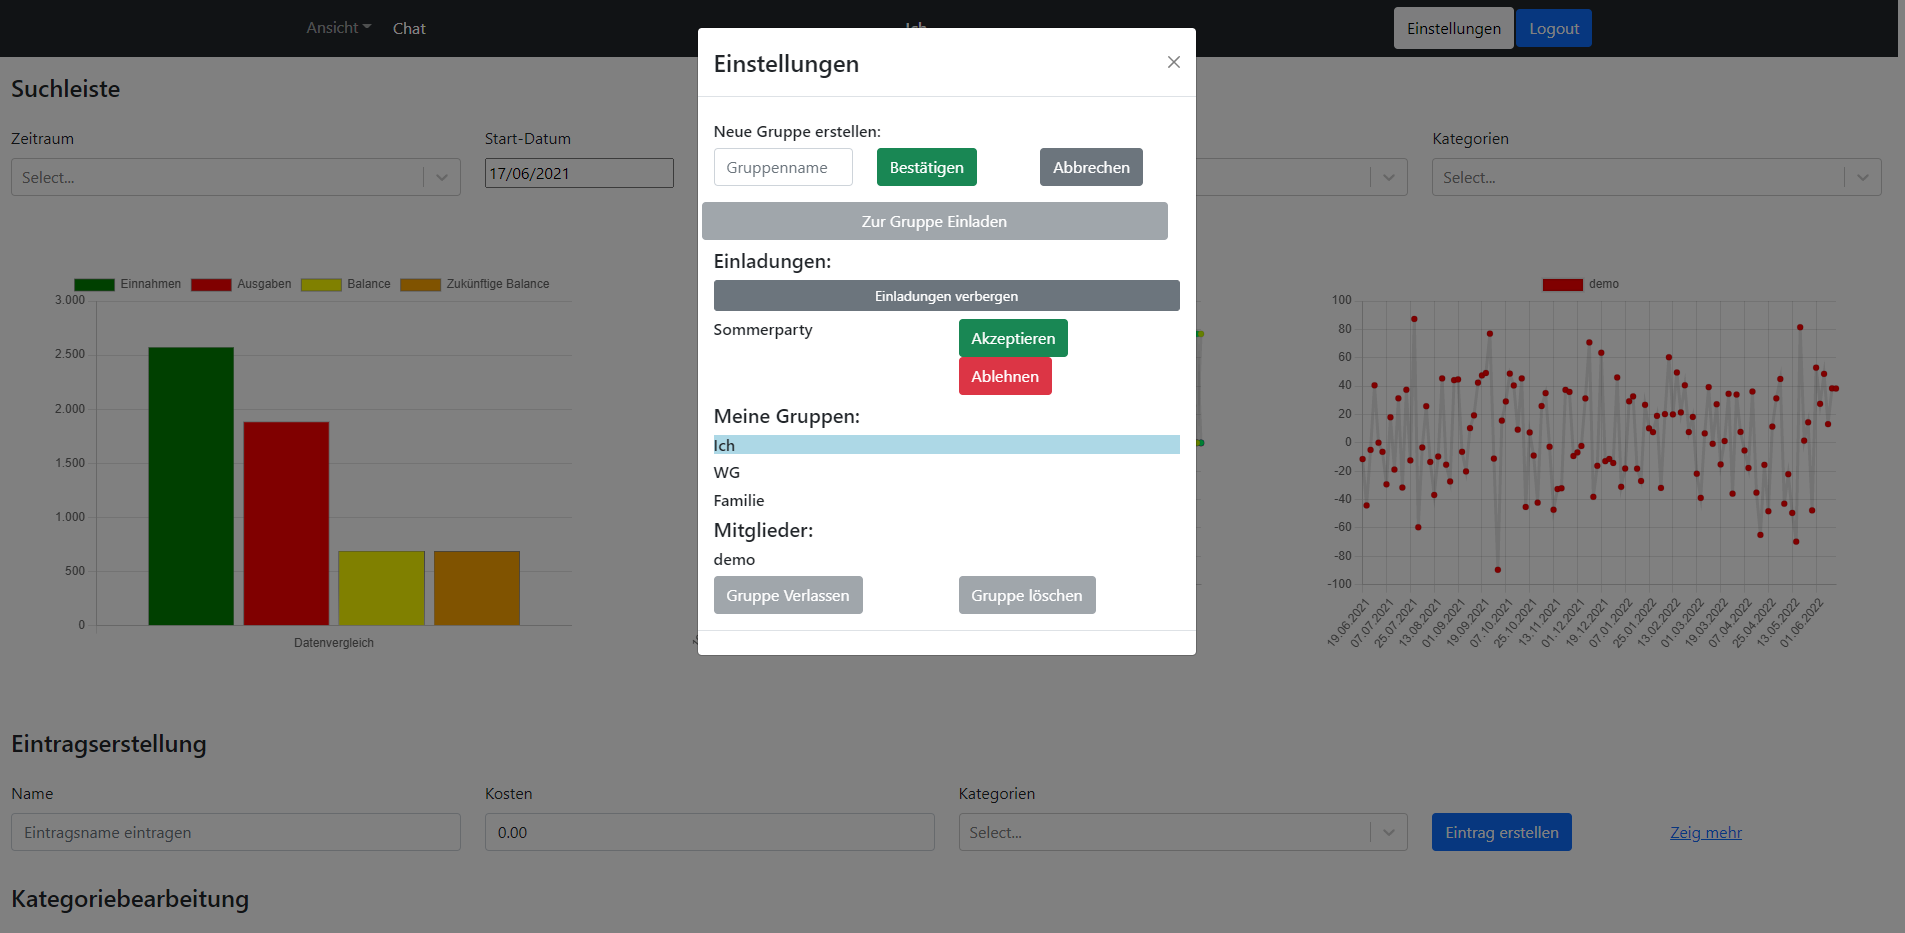 Ansicht Chat Ich Einstellungen Logout
Suchleiste
Zeitraum Start-Datum Kategorien
Select... 17/06/2021 Select...
Einstellungen
Neue Gruppe erstellen:
Gruppenname Bestätigen Abbrechen
Zur Gruppe Einladen
Einladungen:
Einladungen verbergen
Sommerparty Akzeptieren
Ablehnen
Meine Gruppen:
Ich
WG
Familie
Mitglieder:
demo
Gruppe Verlassen Gruppe löschen
Einnahmen Ausgaben Balance Zukünftige Balance
3.000
2.500
2.000
1.500
1.000
500
0
Datenvergleich
demo
100
80
60
40
20
0
-20
-40
-60
-80
-100
19.06.2021 07.07.2021 25.07.2021 13.08.2021 01.09.2021 19.09.2021 07.10.2021 25.10.2021 13.11.2021 01.12.2021 19.12.2021 07.01.2022 25.01.2022 13.02.2022 01.03.2022 19.03.2022 07.04.2022 25.04.2022 13.05.2022 01.06.2022
Eintragserstellung
Name Kosten Kategorien
Eintragsname eintragen 0.00 Select... Eintrag erstellen Zeig mehr
Kategoriebearbeitung